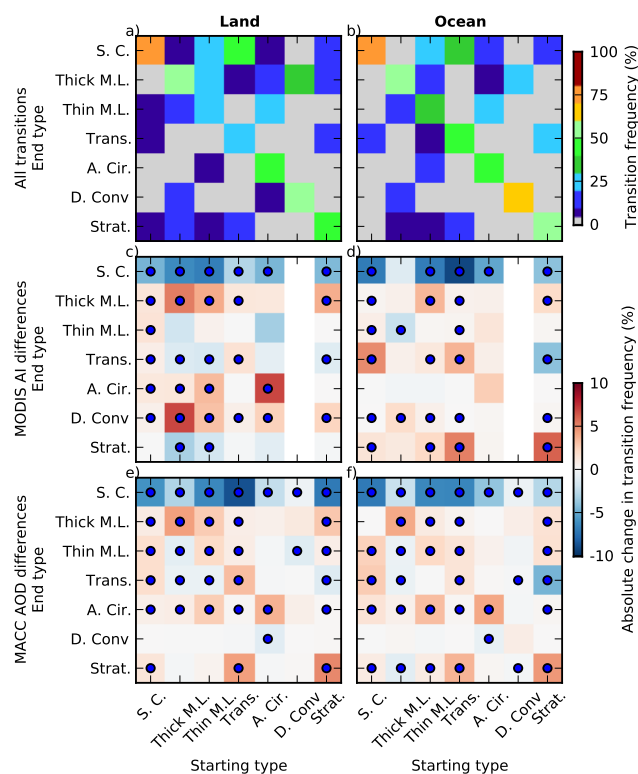 Land
Ocean
a)
b)
All transitions
End type
S. C.
Thick M.L.
Thin M.L.
Trans.
A. Cir.
D. Conv
Strat.
100
75
50
25
0
Transition frequency (%)
c)
d)
MODIS AI differences
End type
S. C.
Thick M.L.
Thin M.L.
Trans.
A. Cir.
D. Conv
Strat.
e)
f)
MACC AOD differences
End type
S. C.
Thick M.L.
Thin M.L.
Trans.
A. Cir.
D. Conv
Strat.
10
5
0
-5
-10
Absolute change in transition frequency (%)
S. C.
Thick M.L.
Thin M.L.
Trans.
A. Cir.
D. Conv
Strat.
S. C.
Thick M.L.
Thin M.L.
Trans.
A. Cir.
D. Conv
Strat.
Starting type
Starting type